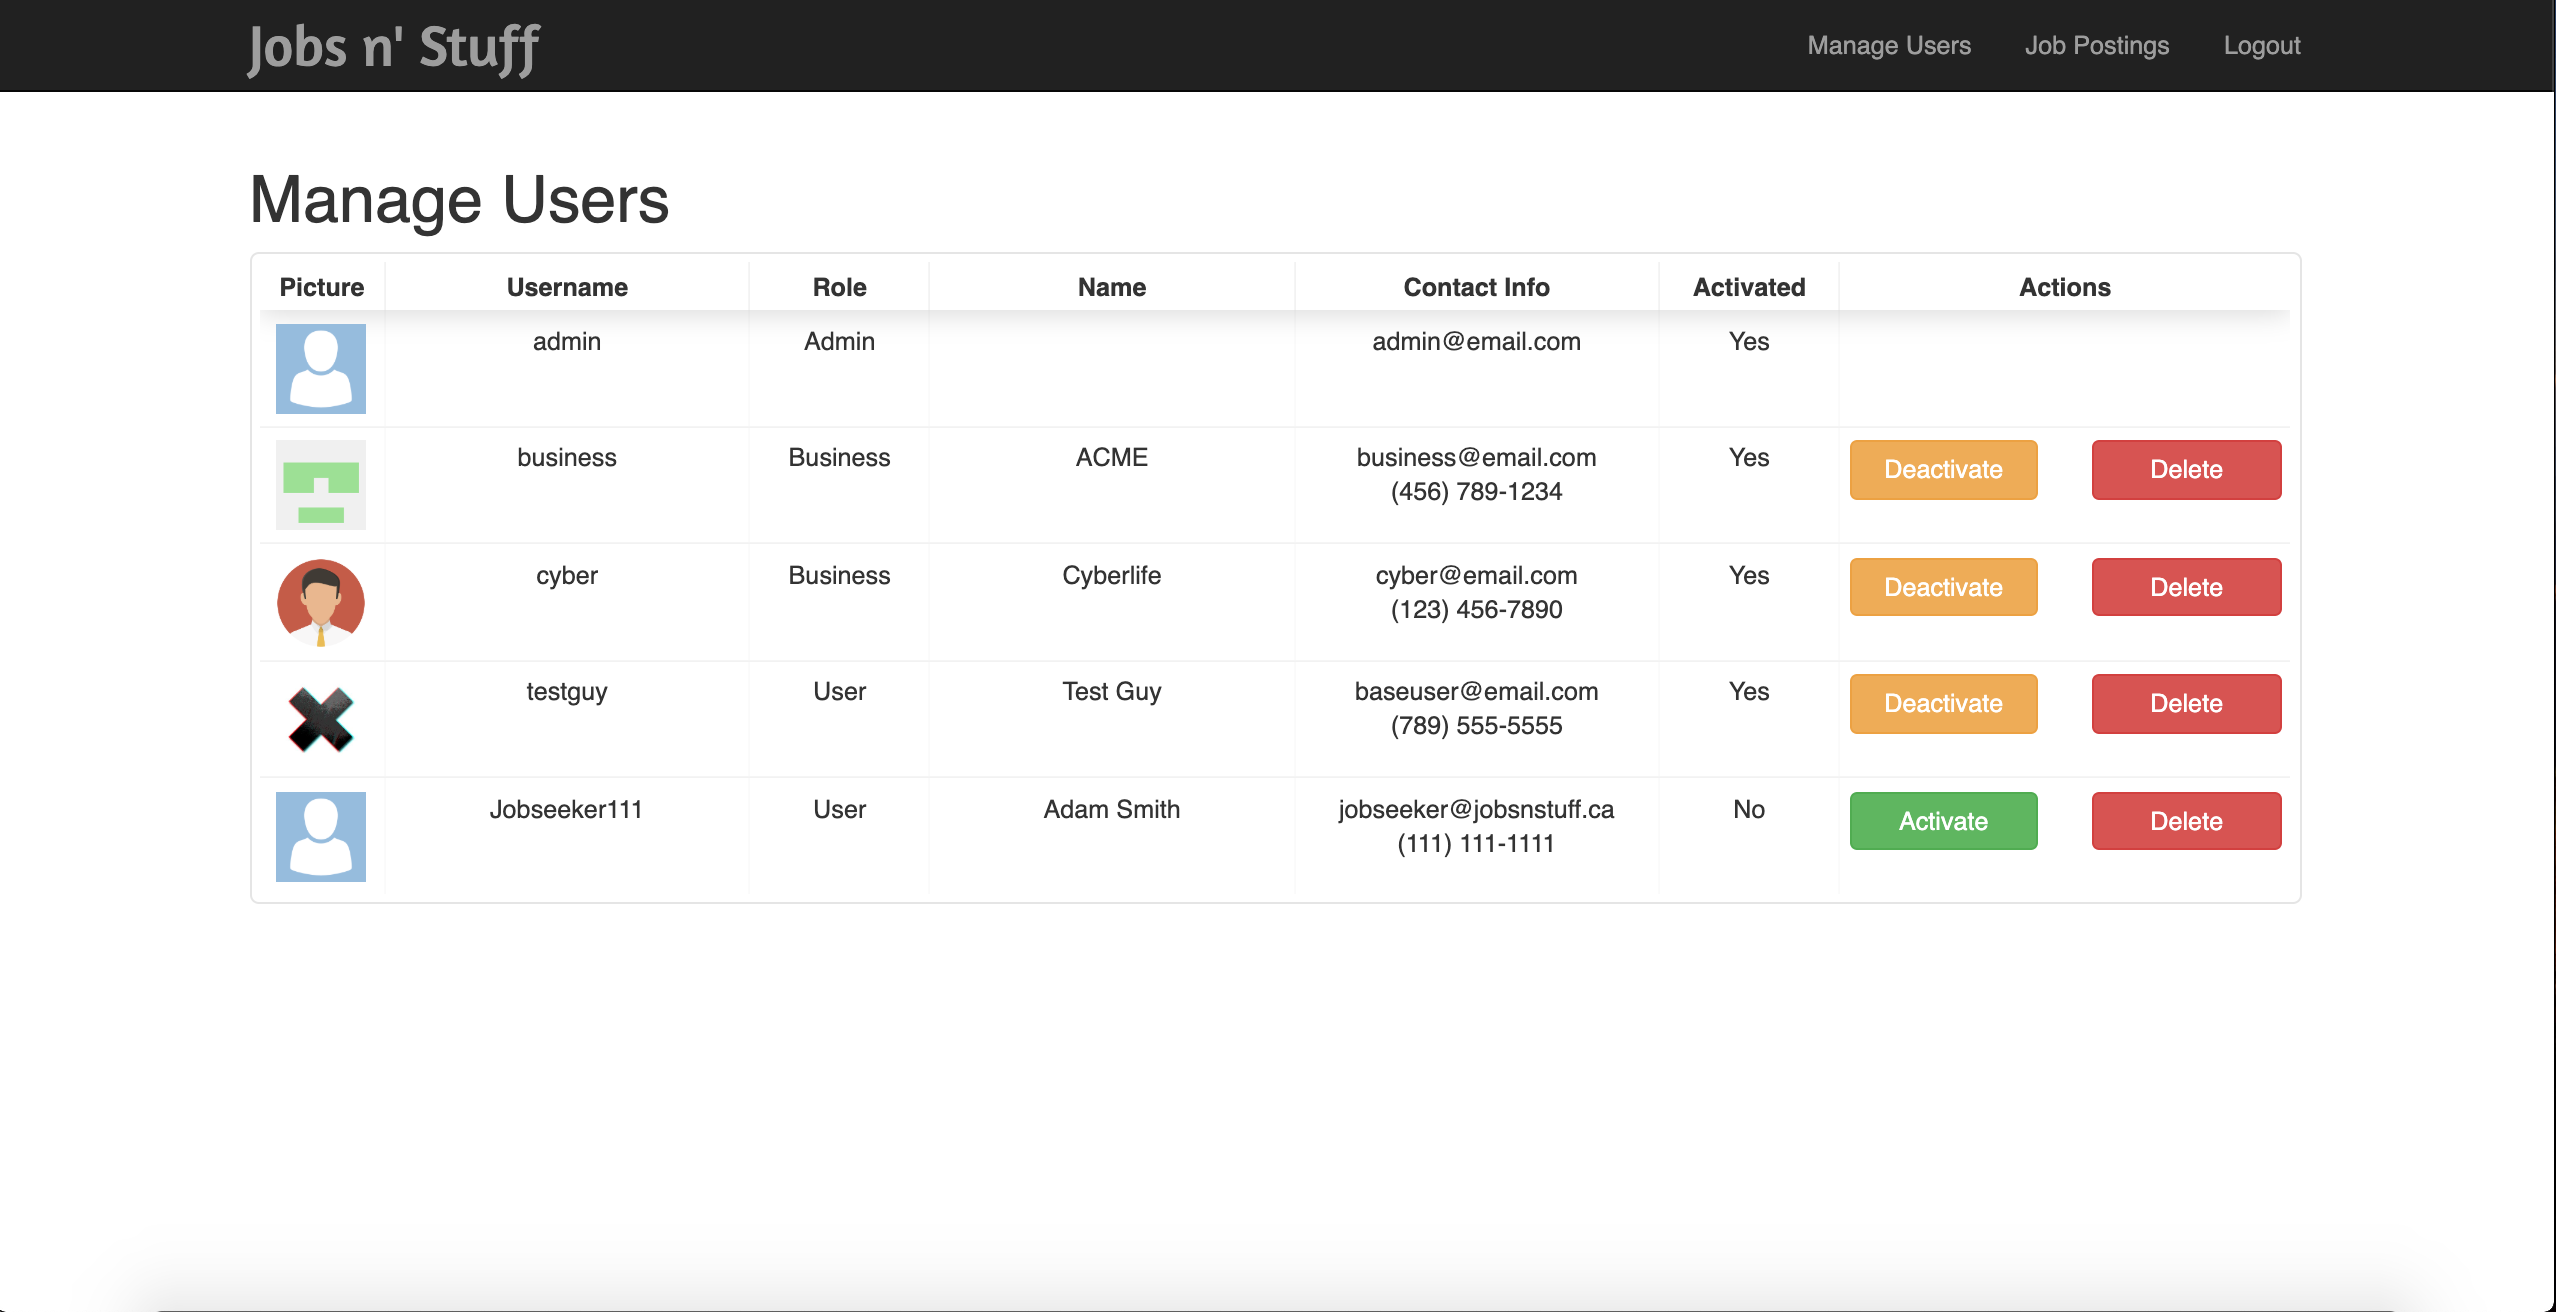 Jobs n' Stuff
Manage Users Job Postings Logout
Manage Users
Picture Username Role Name Contact Info Activated Actions
admin Admin admin@email.com Yes
business Business ACME business@email.com Yes Deactivate Delete
(456) 789-1234
cyber Business Cyberlife cyber@email.com Yes Deactivate Delete
(123) 456-7890
testguy User Test Guy baseuser@email.com Yes Deactivate Delete
(789) 555-5555
Jobseeker111 User Adam Smith jobseeker@jobsnstuff.ca No Activate Delete
(111) 111-1111